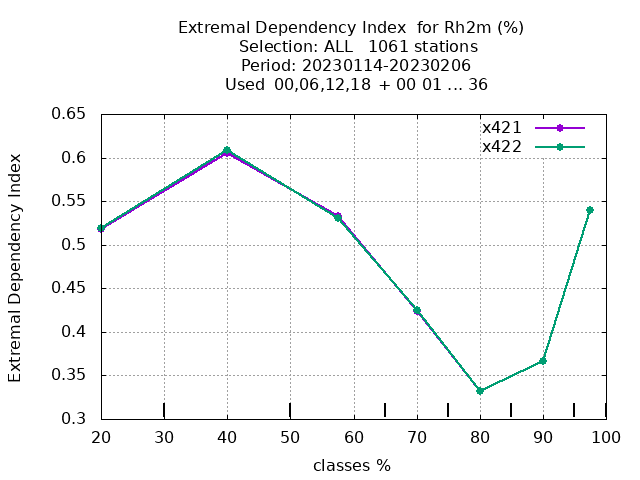 Extremal Dependency Index  for Rh2m (%)
Selection: ALL   1061 stations
Period: 20230114-20230206
Used  00,06,12,18  + 00 01 ... 36
x421
x422
Extremal Dependency Index
0.65
0.6
0.55
0.5
0.45
0.4
0.35
0.3
20 30 40 50 60 70 80 90 100
classes %